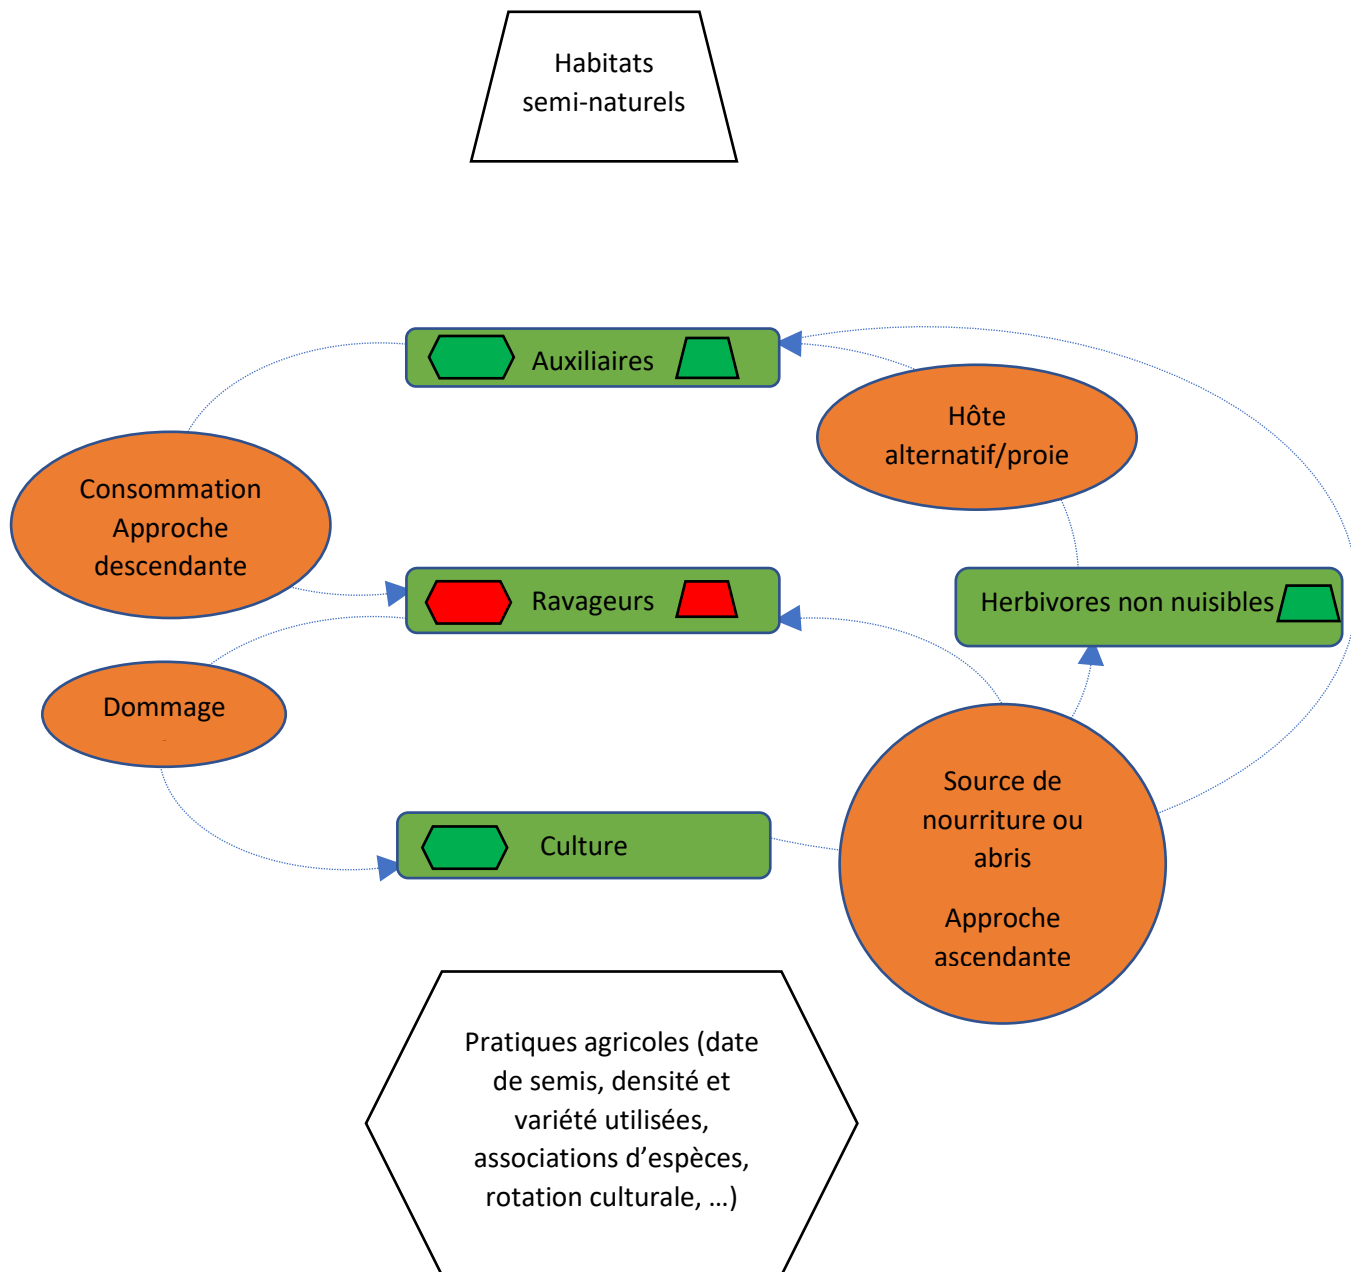 Habitats
semi-naturels
Auxiliaires
Hôte
alternatif/proie
Consommation
Approche
descendante
Ravageurs
Herbivores non nuisibles
Dommage
Source de
nourriture ou
abris
Approche
ascendante
Culture
Pratiques agricoles (date
de semis, densité et
variété utilisées,
associations d’espèces,
rotation culturale, …)